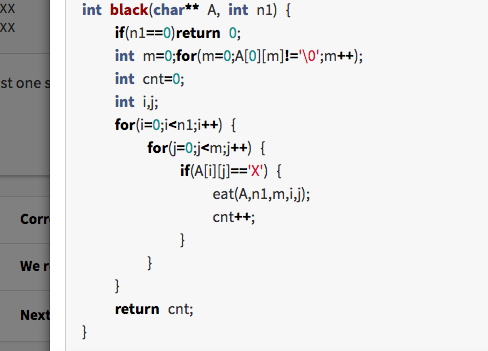 XX
XX
st one s
Corre
We r
Next
int black(char** A, int n1) {
if(n1==0)return 0;
int m=0;for(m=0;A[0][m]!='\0';m++);
int cnt=0;
int i,j;
for(i=0;i<n1;i++) {
for(j=0;j<m;j++) {
if(A[i][j]=='X') {
eat(A,n1,m,i,j);
cnt++;
}
}
}
return cnt;
}